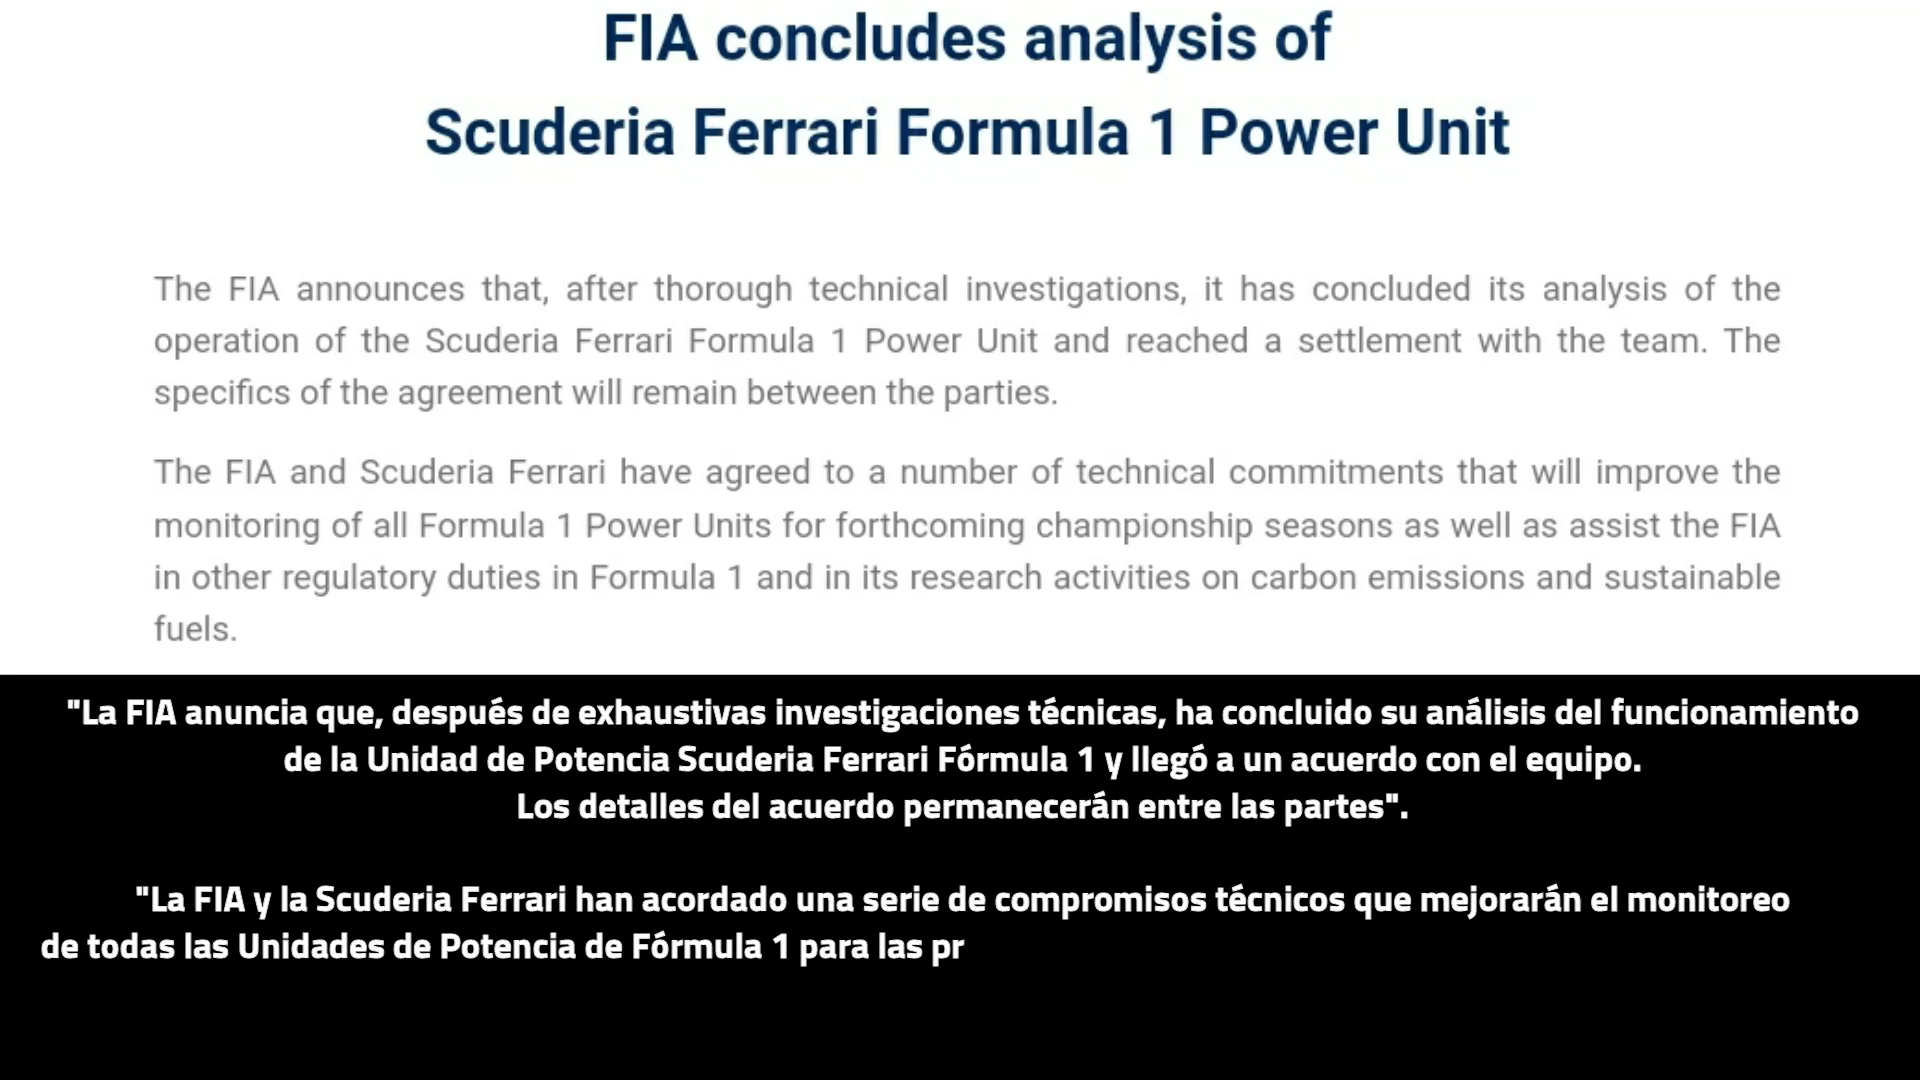 FIA concludes analysis of
Scuderia Ferrari Formula 1 Power Unit
The FIA announces that, after thorough technical investigations, it has concluded its analysis of the
operation of the Scuderia Ferrari Formula 1 Power Unit and reached a settlement with the team. The
specifics of the agreement will remain between the parties.
The FIA and Scuderia Ferrari have agreed to a number of technical commitments that will improve the
monitoring of all Formula 1 Power Units for forthcoming championship seasons as well as assist the FIA
in other regulatory duties in Formula 1 and in its research activities on carbon emissions and sustainable
fuels.
"La FIA anuncia que, después de exhaustivas investigaciones técnicas, ha concluido su análisis del funcionamiento
de la Unidad de Potencia Scuderia Ferrari Fórmula 1 y llegó a un acuerdo con el equipo.
Los detalles del acuerdo permanecerán entre las partes".
"La FIA y la Scuderia Ferrari han acordado una serie de compromisos técnicos que mejorarán el monitoreo
de todas las Unidades de Potencia de Fórmula 1 para las pr